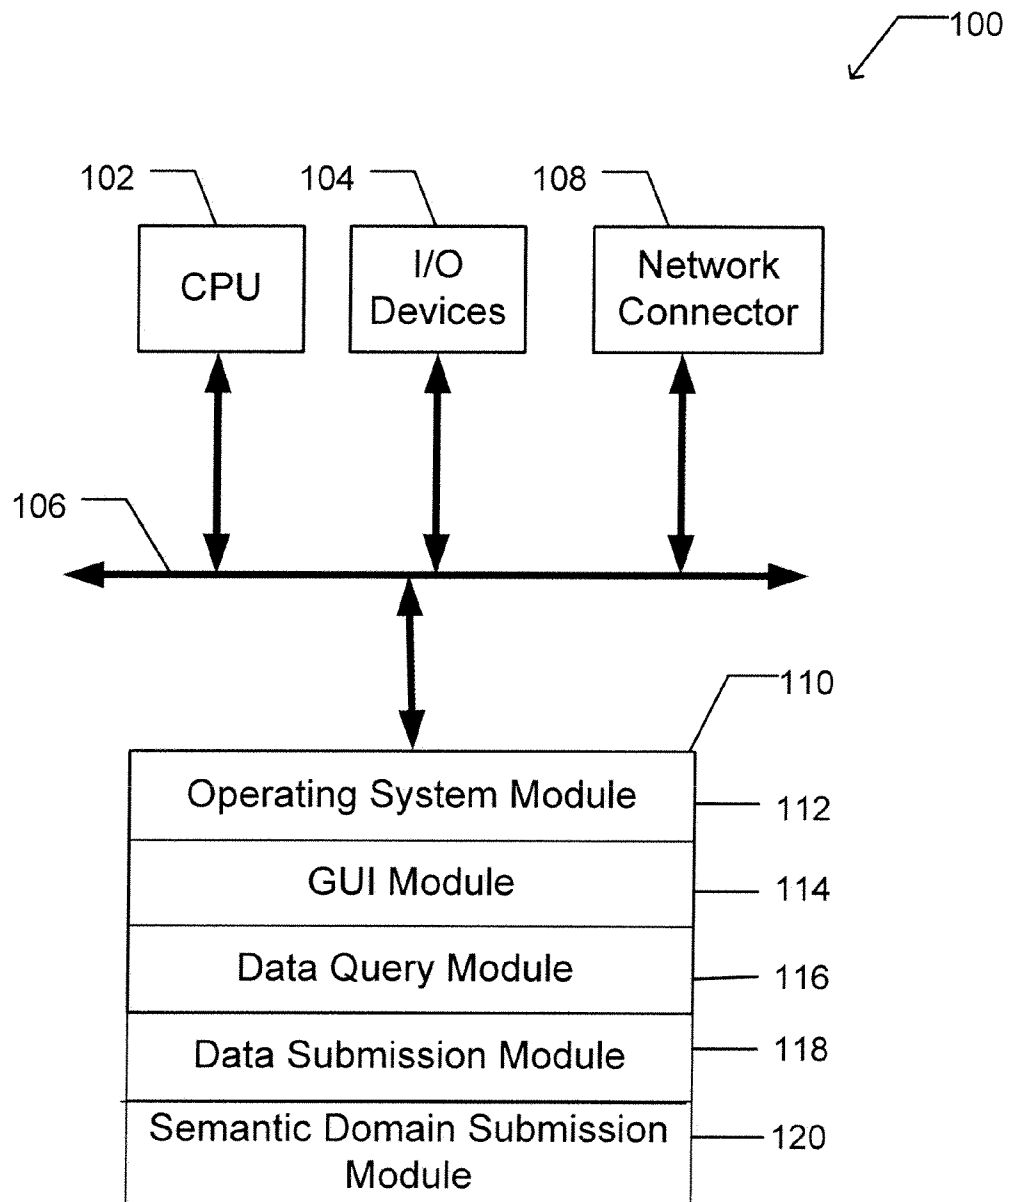 100
102
104
108
CPU
I/O
Devices
Network
Connector
106
110
Operating System Module
112
GUI Module
114
Data Query Module
116
Data Submission Module
118
Semantic Domain Submission
Module
120